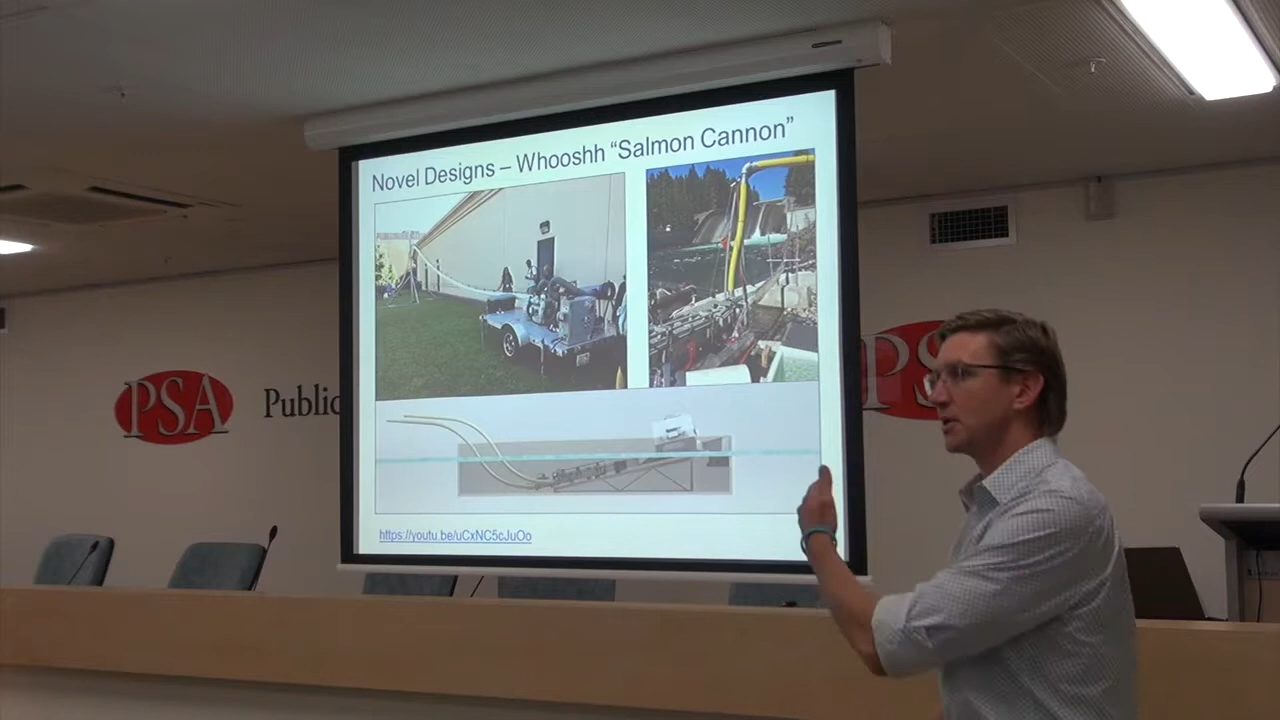 Novel Designs – Whooshh “Salmon Cannon”
https://youtu.be/uCxNC5cJuOo
PSA
Public
PS